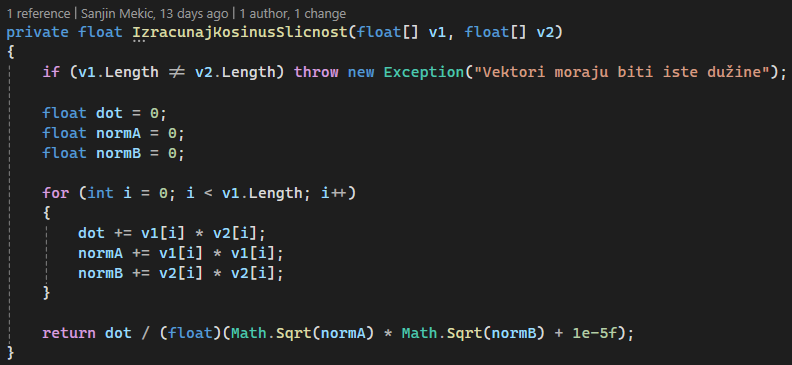 1 reference | Sanjin Mekic, 13 days ago | 1 author, 1 change
private float IzracunajKosinusSlicnost(float[] v1, float[] v2)
{
if (v1.Length != v2.Length) throw new Exception("Vektori moraju biti iste dužine");
float dot = 0;
float normA = 0;
float normB = 0;
for (int i = 0; i < v1.Length; i++)
{
dot += v1[i] * v2[i];
normA += v1[i] * v1[i];
normB += v2[i] * v2[i];
}
return dot / (float)(Math.Sqrt(normA) * Math.Sqrt(normB) + 1e-5f);
}